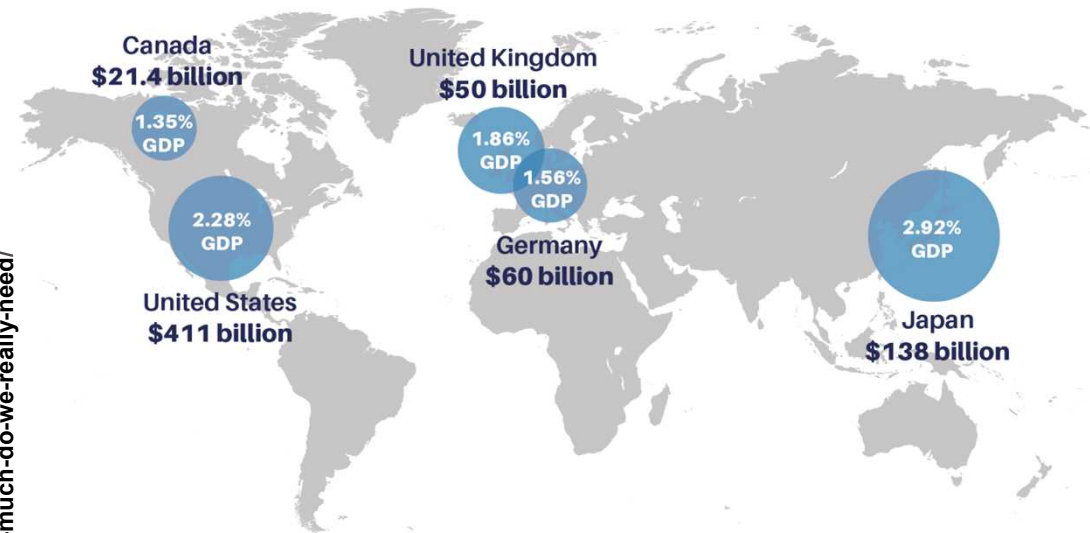 Canada
$21.4 billion
1.35%
GDP
United States
$411 billion
2.28%
GDP
United Kingdom
$50 billion
1.86%
GDP
1.56%
GDP
Germany
$60 billion
2.92%
GDP
Japan
$138 billion
much-do-we-really-need/